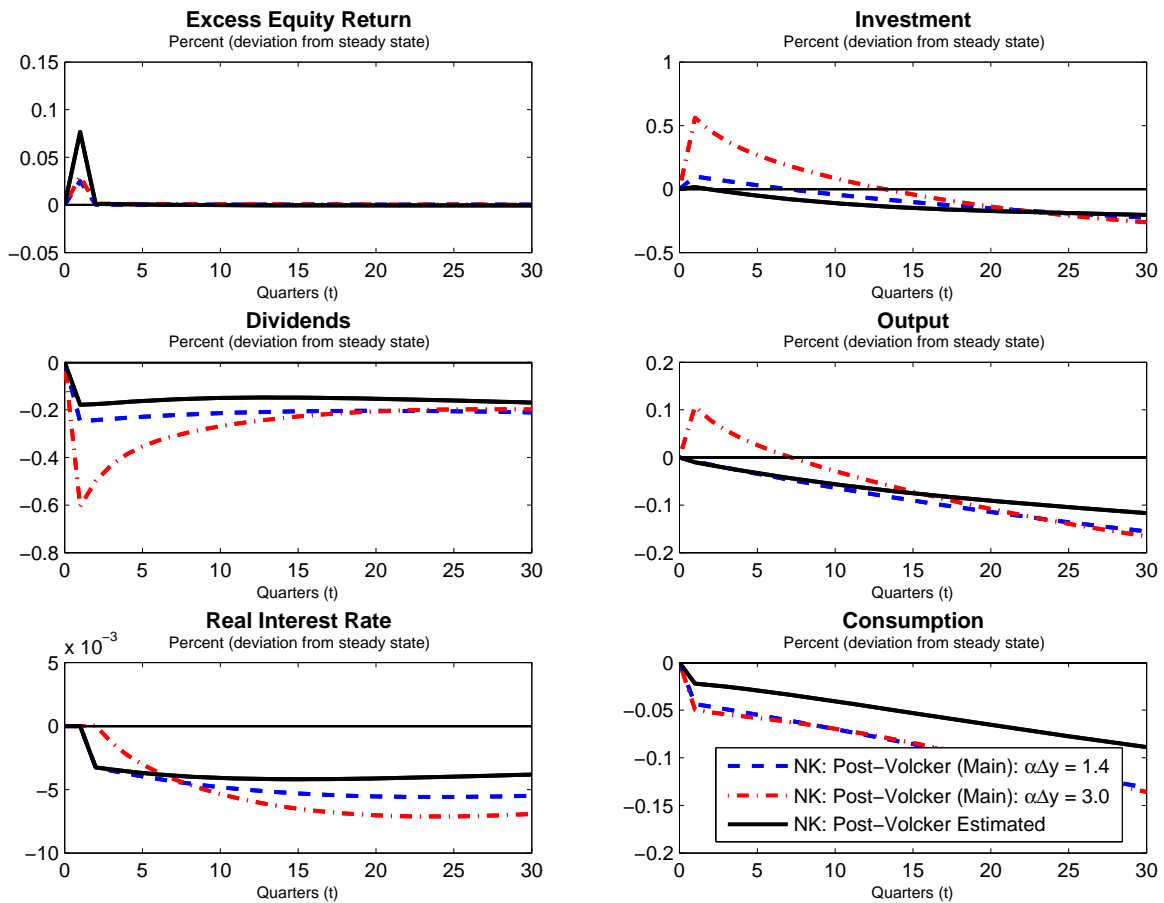 Excess Equity Return
Percent (deviation from steady state)
0.15
0.1
0.05
0
−0.05
0 5 10 15 20 25 30
Quarters (t)
Investment
Percent (deviation from steady state)
1
0.5
0
−0.5
0 5 10 15 20 25 30
Quarters (t)
Dividends
Percent (deviation from steady state)
0
−0.2
−0.4
−0.6
−0.8
0 5 10 15 20 25 30
Quarters (t)
Output
Percent (deviation from steady state)
0.2
0.1
0
−0.1
−0.2
0 5 10 15 20 25 30
Quarters (t)
Real Interest Rate
Percent (deviation from steady state)
x 10−3
5
0
−5
−10
0 5 10 15 20 25 30
Quarters (t)
Consumption
Percent (deviation from steady state)
0
−0.05
−0.1
−0.15
−0.2
NK: Post−Volcker (Main): αΔy = 1.4
NK: Post−Volcker (Main): αΔy = 3.0
NK: Post−Volcker Estimated
0 5 10 15 20 25 30
Quarters (t)